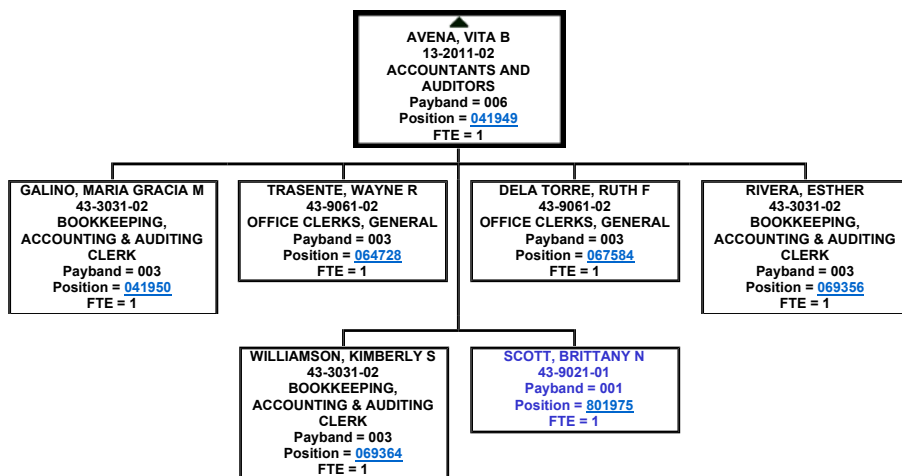 AVENA, VITA B
13-2011-02
ACCOUNTANTS AND
AUDITORS
Payband = 006
Position = 041949
FTE = 1
GALINO, MARIA GRACIA M
43-3031-02
BOOKKEEPING,
ACCOUNTING & AUDITING
CLERK
Payband = 003
Position = 041950
FTE = 1
TRASENTE, WAYNE R
43-9061-02
OFFICE CLERKS, GENERAL
Payband = 003
Position = 064728
FTE = 1
DELA TORRE, RUTH F
43-9061-02
OFFICE CLERKS, GENERAL
Payband = 003
Position = 067584
FTE = 1
RIVERA, ESTHER
43-3031-02
BOOKKEEPING,
ACCOUNTING & AUDITING
CLERK
Payband = 003
Position = 069356
FTE = 1
WILLIAMSON, KIMBERLY S
43-3031-02
BOOKKEEPING,
ACCOUNTING & AUDITING
CLERK
Payband = 003
Position = 069364
FTE = 1
SCOTT, BRITTANY N
43-9021-01
Payband = 001
Position = 801975
FTE = 1